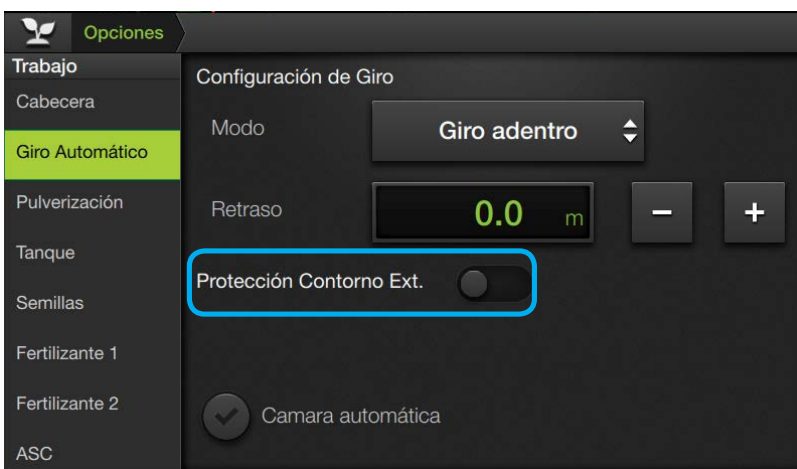 Opciones
Trabajo
Cabecera
Giro Automático
Pulverización
Tanque
Semillas
Fertilizante 1
Fertilizante 2
ASC
Configuración de Giro
Modo Giro adentro
Retraso 0.0 m − +
Protección Contorno Ext.
Camara automática